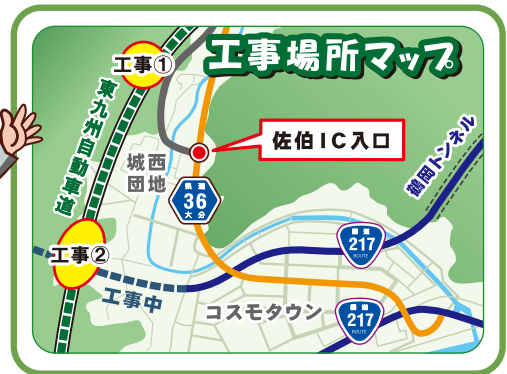 工事場所マップ
工事①
東九州自動車道
佐伯IC入口
城西
団地
県道
36
大分
鶴岡トンネル
国道
217
ROUTE
工事②
工事中
コスモタウン
国道
217
ROUTE